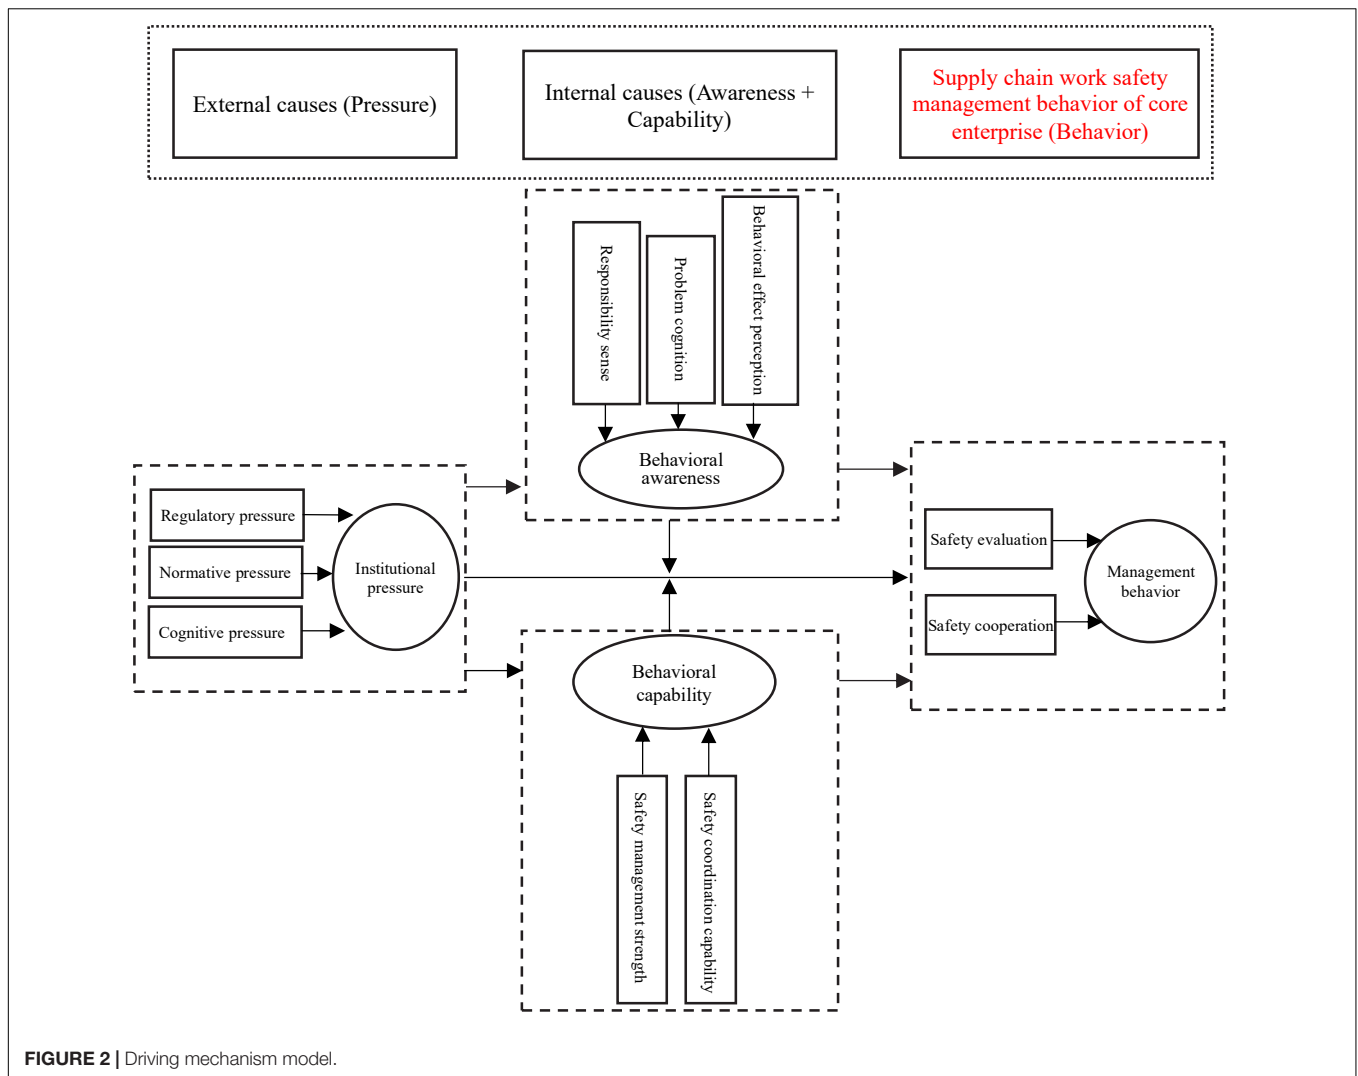 External causes (Pressure)
Internal causes (Awareness +
Capability)
Supply chain work safety
management behavior of core
enterprise (Behavior)
Responsibility sense
Problem cognition
Behavioral effect perception
Behavioral
awareness
Regulatory pressure
Normative pressure
Cognitive pressure
Institutional
pressure
Safety evaluation
Safety cooperation
Management
behavior
Behavioral
capability
Safety management strength
Safety coordination capability
FIGURE 2 | Driving mechanism model.